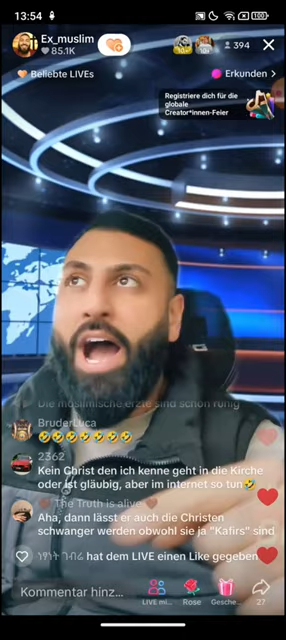 13:54
100
Ex_muslim
85.1K
394
Beliebte LIVEs
Erkunden >
Registriere dich für die
globale
Creator*innen-Feier
Die moslimische erzte sind schon ruhig
BruderLuca
🤣🤣🤣🤣🤣🤣🤣
2362
Kein Christ den ich kenne geht in die Kirche
oder ist gläubig, aber im internet so tun🤣
The Truth is alive
Aha, dann lässt er auch die Christen
schwanger werden obwohl sie ja "Kafirs" sind
hat dem LIVE einen Like gegeben
Kommentar hinz...
LIVE mi...
Rose
Gesche...
27